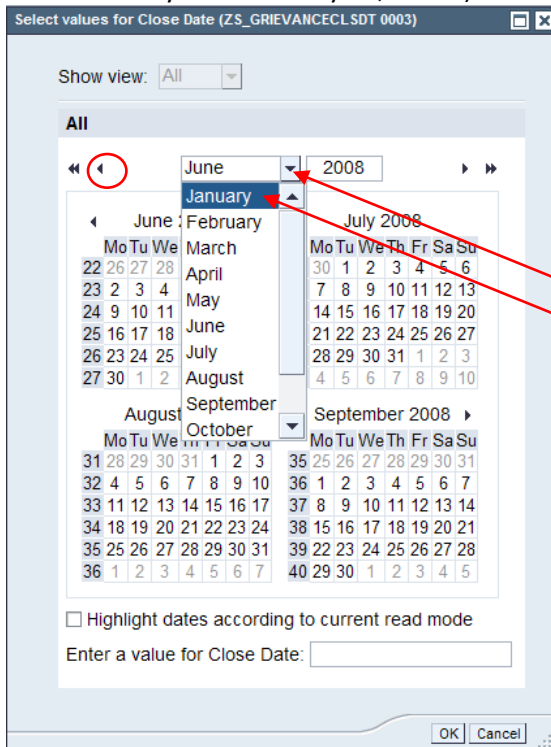 Select values for Close Date (ZS_GRIEVANCECLSDT 0003)
Show view: All
All
June 2008
January
February
March
April
May
June
July
August
September
October
June July 2008
Mo Tu We Mo Tu We Th Fr Sa Su
22 26 27 28 30 1 2 3 4 5 6
23 2 3 4 7 8 9 10 11 12 13
24 9 10 11 14 15 16 17 18 19 20
25 16 17 18 21 22 23 24 25 26 27
26 23 24 25 28 29 30 31 1 2 3
27 30 1 2 4 5 6 7 8 9 10
August September 2008
Mo Tu We Th Fr Sa Su Mo Tu We Th Fr Sa Su
31 28 29 30 31 1 2 3 35 25 26 27 28 29 30 31
32 4 5 6 7 8 9 10 36 1 2 3 4 5 6 7
33 11 12 13 14 15 16 17 37 8 9 10 11 12 13 14
34 18 19 20 21 22 23 24 38 15 16 17 18 19 20 21
35 25 26 27 28 29 30 31 39 22 23 24 25 26 27 28
36 1 2 3 4 5 6 7 40 29 30 1 2 3 4 5
Highlight dates according to current read mode
Enter a value for Close Date:
OK Cancel